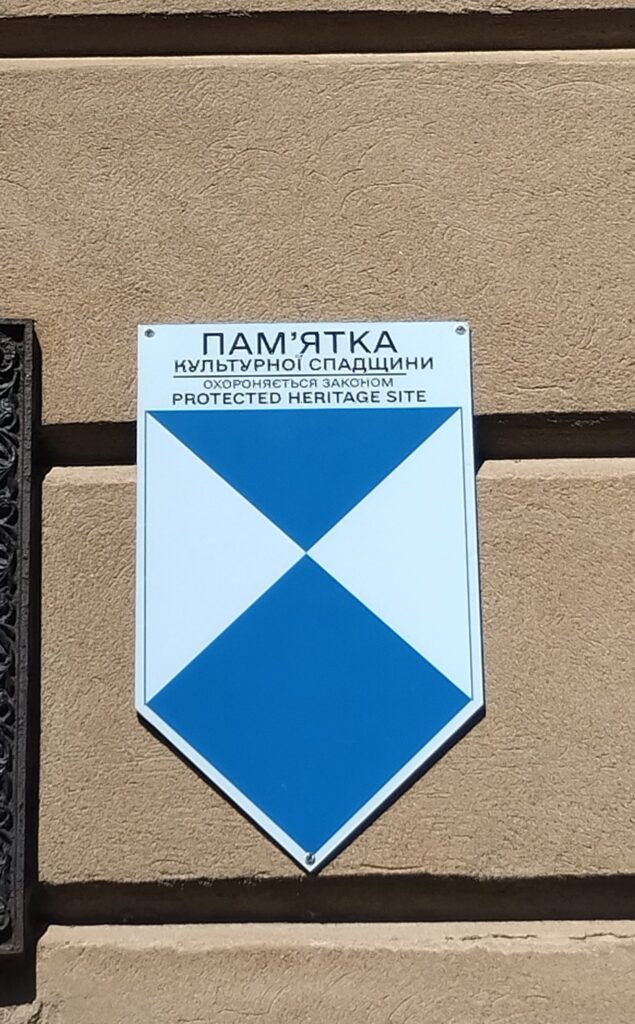 ПАМ’ЯТКА
КУЛЬТУРНОЇ СПАДЩИНИ
ОХОРОНЯЄТЬСЯ ЗАКОНОМ
PROTECTED HERITAGE SITE